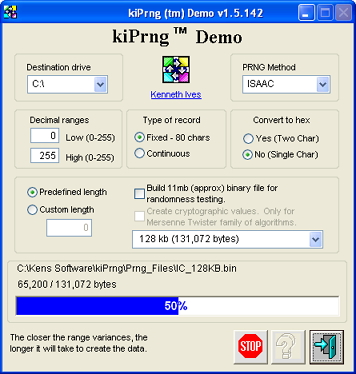 kiPrng (tm) Demo v1.5.142
kiPrng™ Demo
Destination drive
C:\
Kenneth Ives
PRNG Method
ISAAC
Decimal ranges
0 Low (0-255)
255 High (0-255)
Type of record
Fixed - 80 chars
Continuous
Convert to hex
Yes (Two Char)
No (Single Char)
Predefined length
Custom length
0
Build 11mb (approx) binary file for
randomness testing.
Create cryptographic values. Only for
Mersenne Twister family of algorithms.
128 kb (131,072 bytes)
C:\Kens Software\kiPrng\Prng_Files\IC_128KB.bin
65,200 / 131,072 bytes
50%
The closer the range variances, the
longer it will take to create the data.
STOP